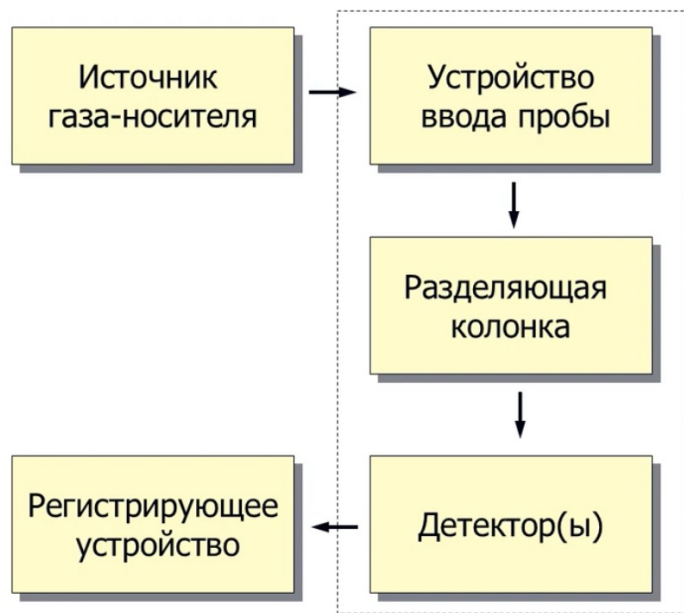 Источник
газа-носителя
Устройство
ввода пробы
Разделяющая
колонка
Детектор(ы)
Регистрирующее
устройство